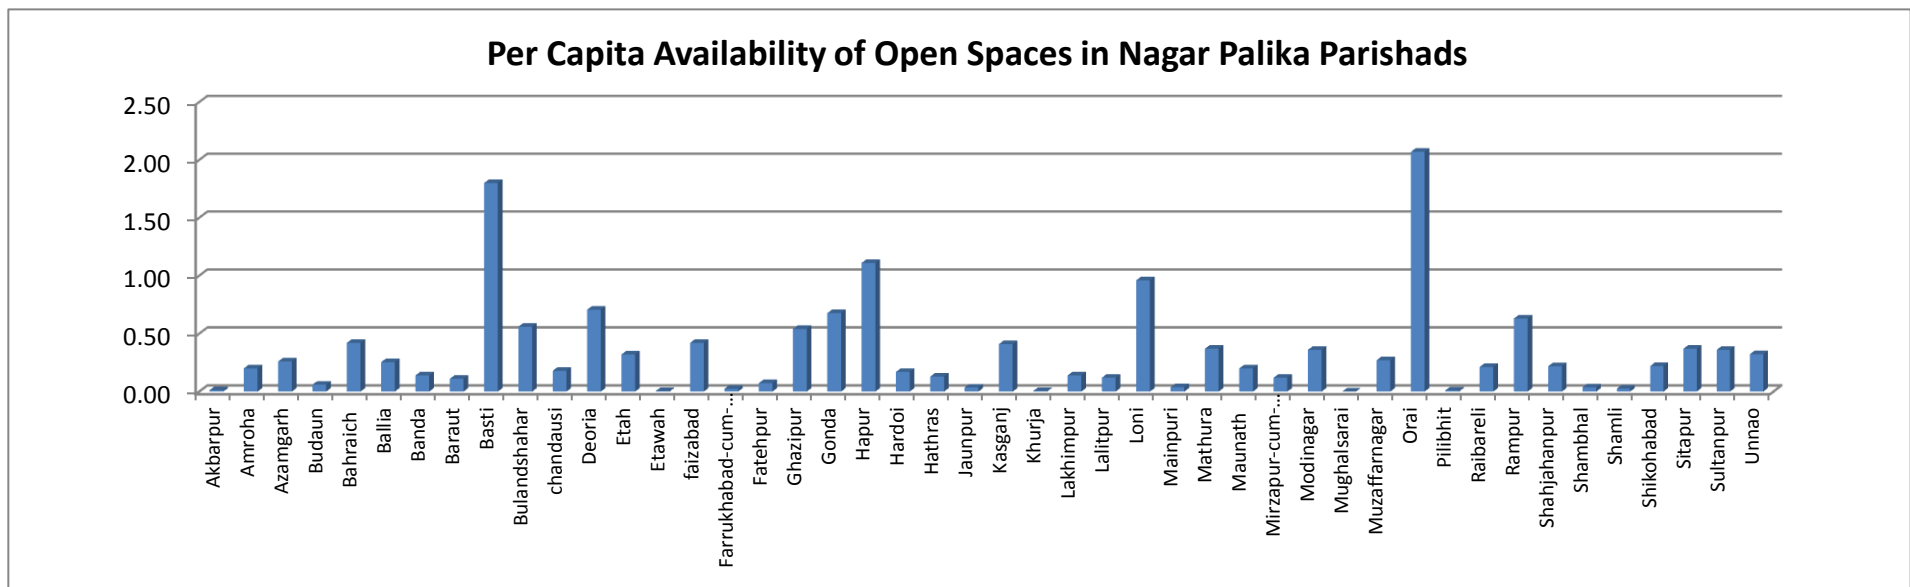 Per Capita Availability of Open Spaces in Nagar Palika Parishads
2.50
2.00
1.50
1.00
0.50
0.00
Akbarpur
Amroha
Azamgarh
Budaun
Bahraich
Ballia
Banda
Baraut
Basti
Bulandshahar
chandausi
Deoria
Etah
Etawah
faizabad
Farrukhabad-cum-...
Fatehpur
Ghazipur
Gonda
Hapur
Hardoi
Hathras
Jaunpur
Kasganj
Khurja
Lakhimpur
Lalitpur
Loni
Mainpuri
Mathura
Maunath
Mirzapur-cum-...
Modinagar
Mughalsarai
Muzaffarnagar
Orai
Pilibhit
Raibareli
Rampur
Shahjahanpur
Shambhal
Shamli
Shikohabad
Sitapur
Sultanpur
Unnao